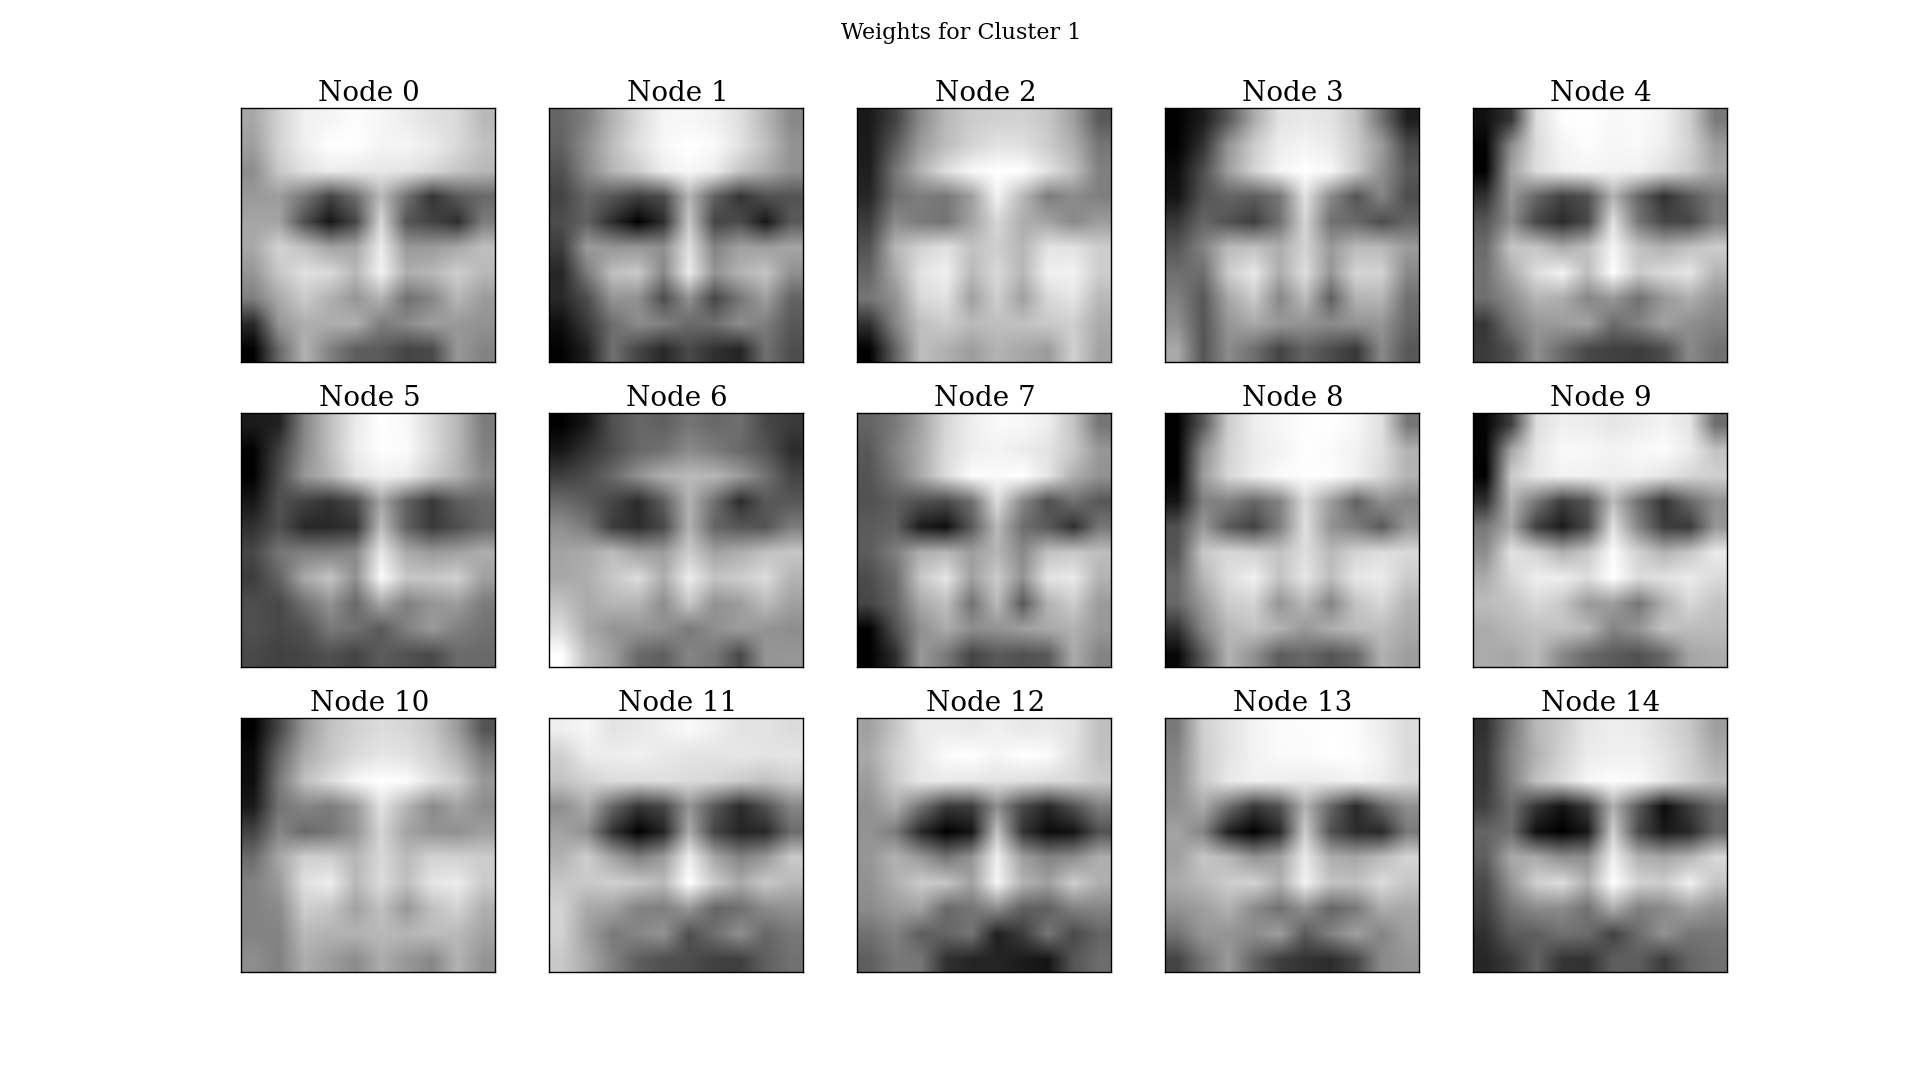 Weights for Cluster 1
Node 0 Node 1 Node 2 Node 3 Node 4
Node 5 Node 6 Node 7 Node 8 Node 9
Node 10 Node 11 Node 12 Node 13 Node 14